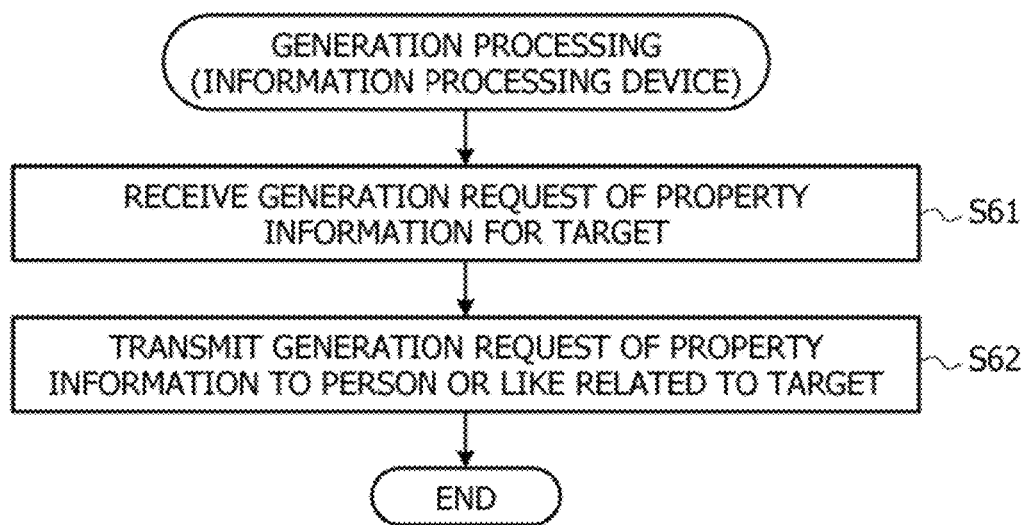 GENERATION PROCESSING
(INFORMATION PROCESSING DEVICE)
RECEIVE GENERATION REQUEST OF PROPERTY
INFORMATION FOR TARGET
S61
TRANSMIT GENERATION REQUEST OF PROPERTY
INFORMATION TO PERSON OR LIKE RELATED TO TARGET
S62
END